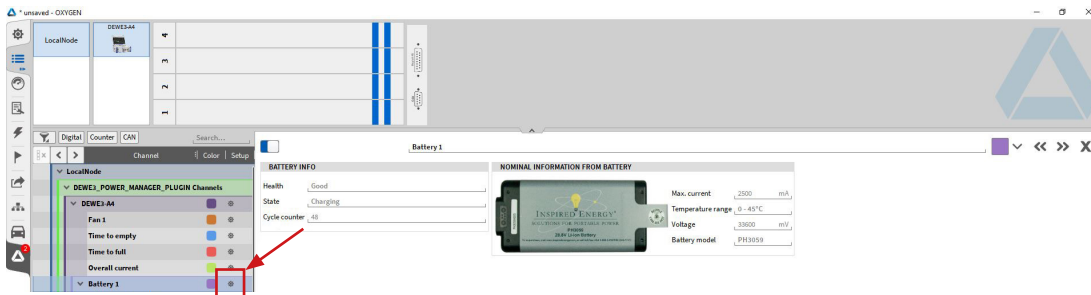 * unsaved - OXYGEN
LocalNode
DEWE3-A4
4
3
2
1
Digital Counter CAN Search...
Channel Color Setup
LocalNode
DEWE3_POWER_MANAGER_PLUGIN Channels
DEWE3-A4
Fan 1
Time to empty
Time to full
Overall current
Battery 1
2
Battery 1
X
BATTERY INFO
Health Good
State Charging
Cycle counter 48
NOMINAL INFORMATION FROM BATTERY
INSPIRED ENERGY
SOLUTIONS FOR PORTABLE POWER
PH3059
Max. current 2500 mA
Temperature range 0 - 45°C
Voltage 33600 mV
Battery model PH3059